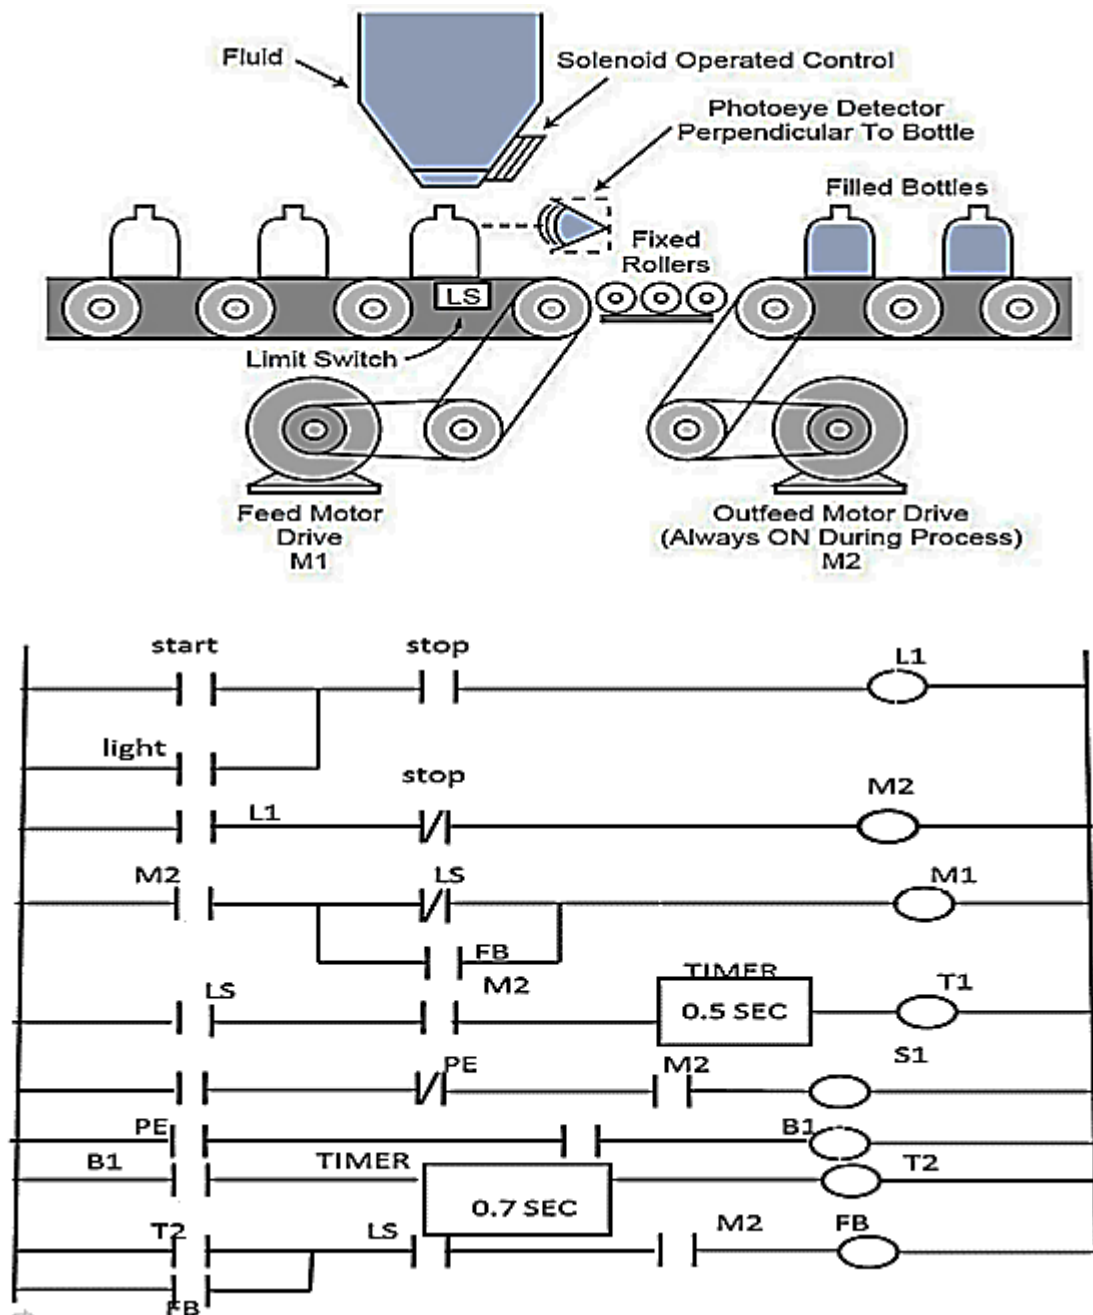 Fluid
Solenoid Operated Control
Photoeye Detector
Perpendicular To Bottle
Filled Bottles
Fixed
Rollers
LS
Limit Switch
Feed Motor
Drive
M1
Outfeed Motor Drive
(Always ON During Process)
M2
start
stop
L1
light
stop
L1
M2
M2
LS
M1
FB
LS
M2
TIMER
0.5 SEC
T1
PE
M2
S1
PE
B1
B1
TIMER
0.7 SEC
T2
T2
LS
M2
FB
FB